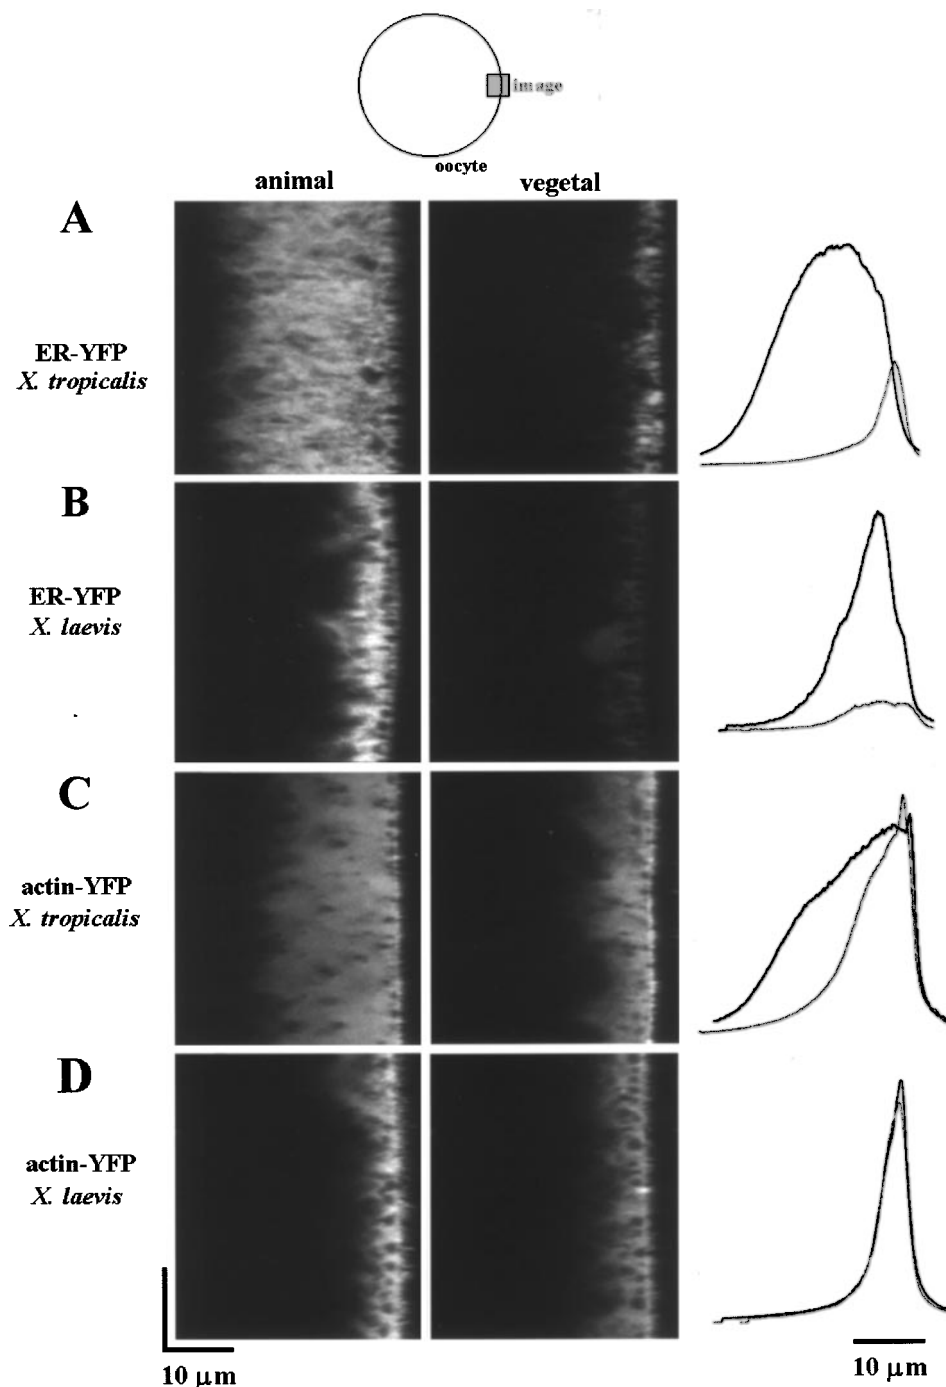 image
oocyte
animal vegetal
A
ER-YFP
X. tropicalis
B
ER-YFP
X. laevis
C
actin-YFP
X. tropicalis
D
actin-YFP
X. laevis
10 μm
10 μm